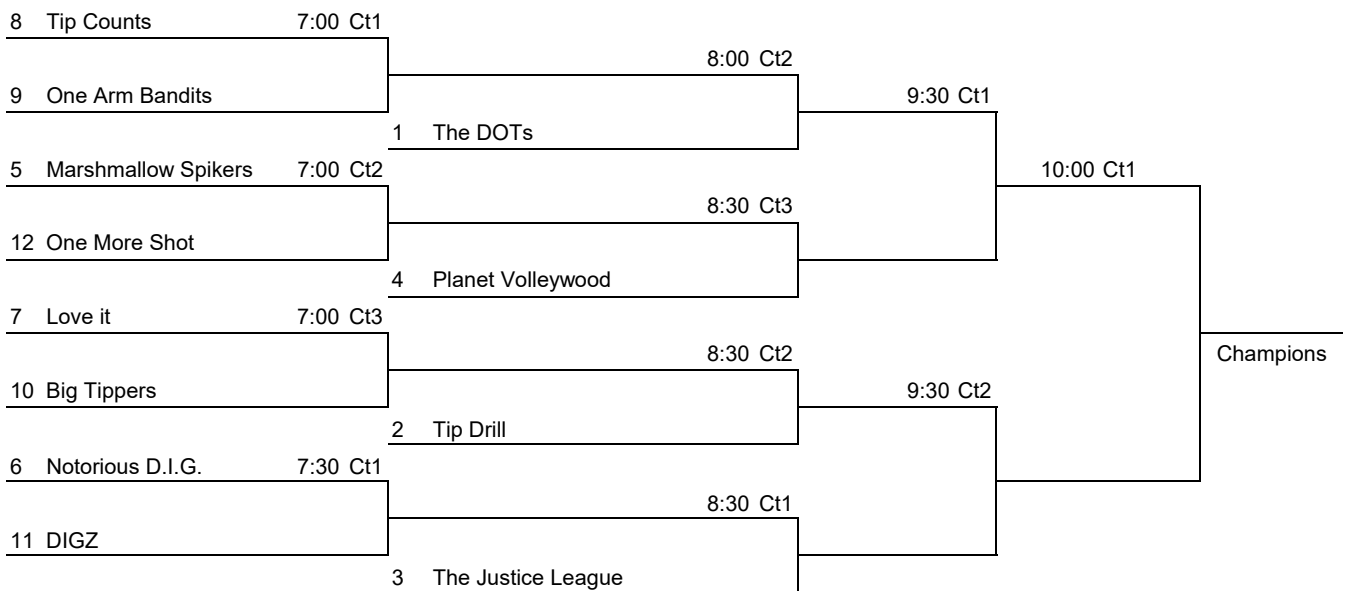 8 Tip Counts 7:00 Ct1
8:00 Ct2
9 One Arm Bandits 9:30 Ct1
1 The DOTs
5 Marshmallow Spikers 7:00 Ct2 10:00 Ct1
8:30 Ct3
12 One More Shot
4 Planet Volleywood
7 Love it 7:00 Ct3
8:30 Ct2 Champions
10 Big Tippers 9:30 Ct2
2 Tip Drill
6 Notorious D.I.G. 7:30 Ct1
8:30 Ct1
11 DIGZ
3 The Justice League